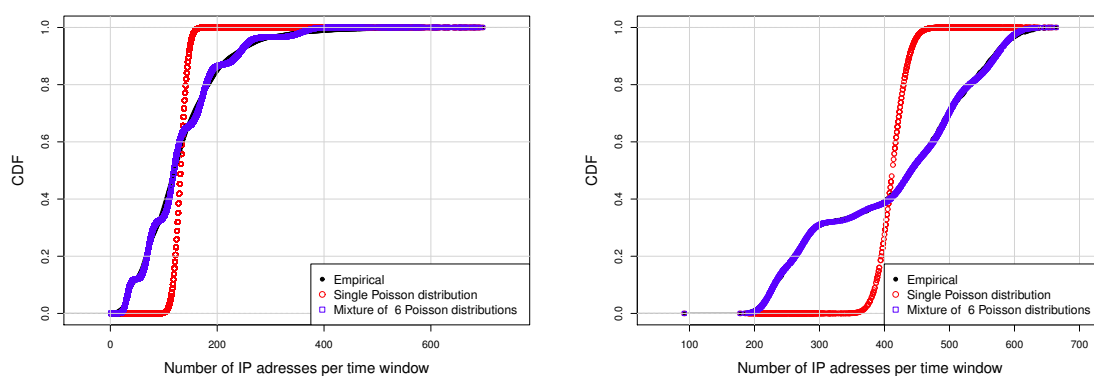 CDF
0.0 0.2 0.4 0.6 0.8 1.0
Empirical
Single Poisson distribution
Mixture of  6 Poisson distributions
0 200 400 600
Number of IP adresses per time window
CDF
0.0 0.2 0.4 0.6 0.8 1.0
Empirical
Single Poisson distribution
Mixture of  6 Poisson distributions
100 200 300 400 500 600 700
Number of IP adresses per time window